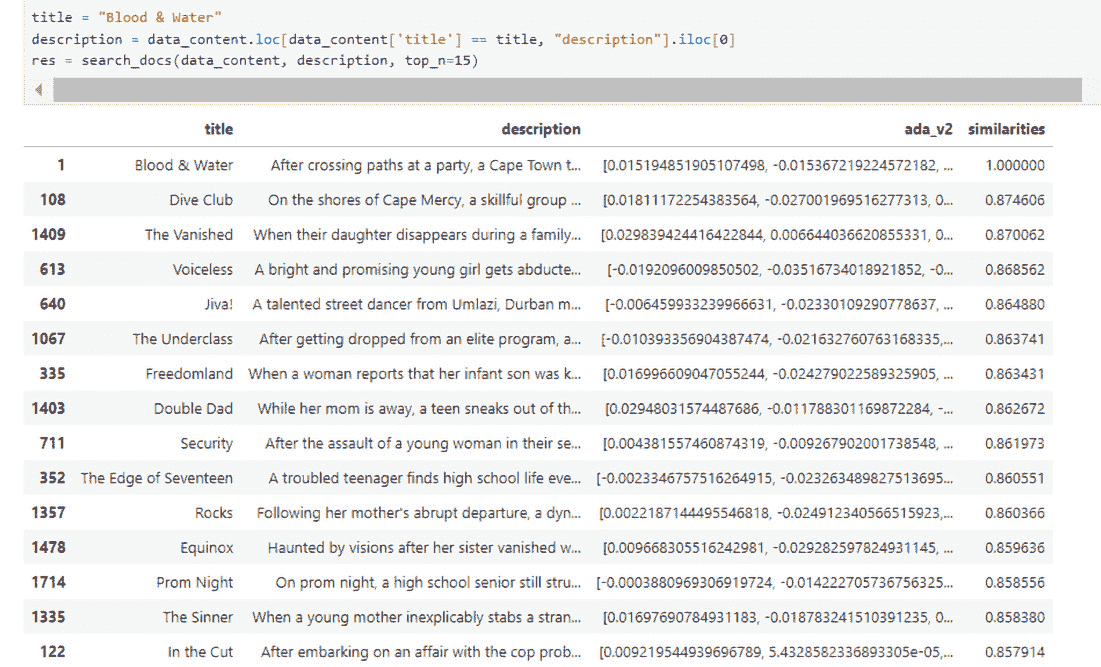 title = "Blood & Water"
description = data_content.loc[data_content['title'] == title, "description"].iloc[0]
res = search_docs(data_content, description, top_n=15)
title description ada_v2 similarities
1 Blood & Water After crossing paths at a party, a Cape Town t... [0.015194851905107498, -0.015367219224572182, ... 1.000000
108 Dive Club On the shores of Cape Mercy, a skillful group ... [0.01811172254383564, -0.027001969516277313, 0... 0.874606
1409 The Vanished When their daughter disappears during a family... [0.029839424416422844, 0.006644036620855331, 0... 0.870062
613 Voiceless A bright and promising young girl gets abducte... [-0.0192096009850502, -0.03516734018921852, -0... 0.868562
640 Jiva! A talented street dancer from Umlazi, Durban m... [-0.006459933239966631, -0.02330109290778637, ... 0.864880
1067 The Underclass After getting dropped from an elite program, a... [-0.010393356904387474, -0.021632760763168335,... 0.863741
335 Freedomland When a woman reports that her infant son was k... [0.016996609047055244, -0.024279022589325905, ... 0.863431
1403 Double Dad While her mom is away, a teen sneaks out of th... [0.02948031574487686, -0.011788301169872284, -... 0.862672
711 Security After the assault of a young woman in their se... [0.004381557460874319, -0.009267902001738548, ... 0.861973
352 The Edge of Seventeen A troubled teenager finds high school life eve... [-0.0023346757516264915, -0.023263489827513695... 0.860551
1357 Rocks Following her mother's abrupt departure, a dyn... [0.0022187144495546818, -0.024912340566515923,... 0.860366
1478 Equinox Haunted by visions after her sister vanished w... [0.009668305516242981, -0.029282597824931145, ... 0.859636
1714 Prom Night On prom night, a high school senior still stru... [-0.0003880969306919724, -0.014222705736756325... 0.858556
1335 The Sinner When a young mother inexplicably stabs a stran... [0.01697690784931183, -0.018783241510391235, 0... 0.858380
122 In the Cut After embarking on an affair with the cop prob... [0.009219544939696789, 5.4328582336893305e-05,... 0.857914